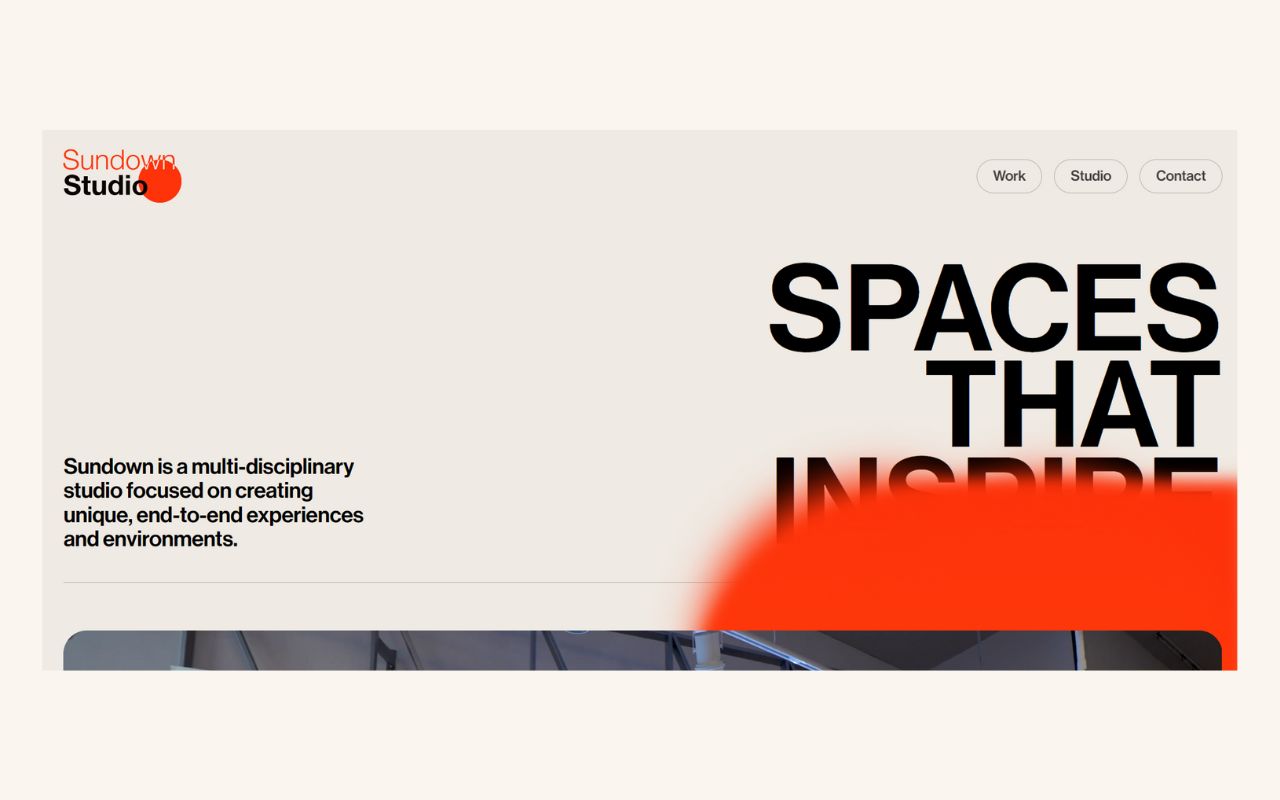 Sundown
Studio
Work
Studio
Contact
SPACES
THAT
INSPIRE
Sundown is a multi-disciplinary
studio focused on creating
unique, end-to-end experiences
and environments.